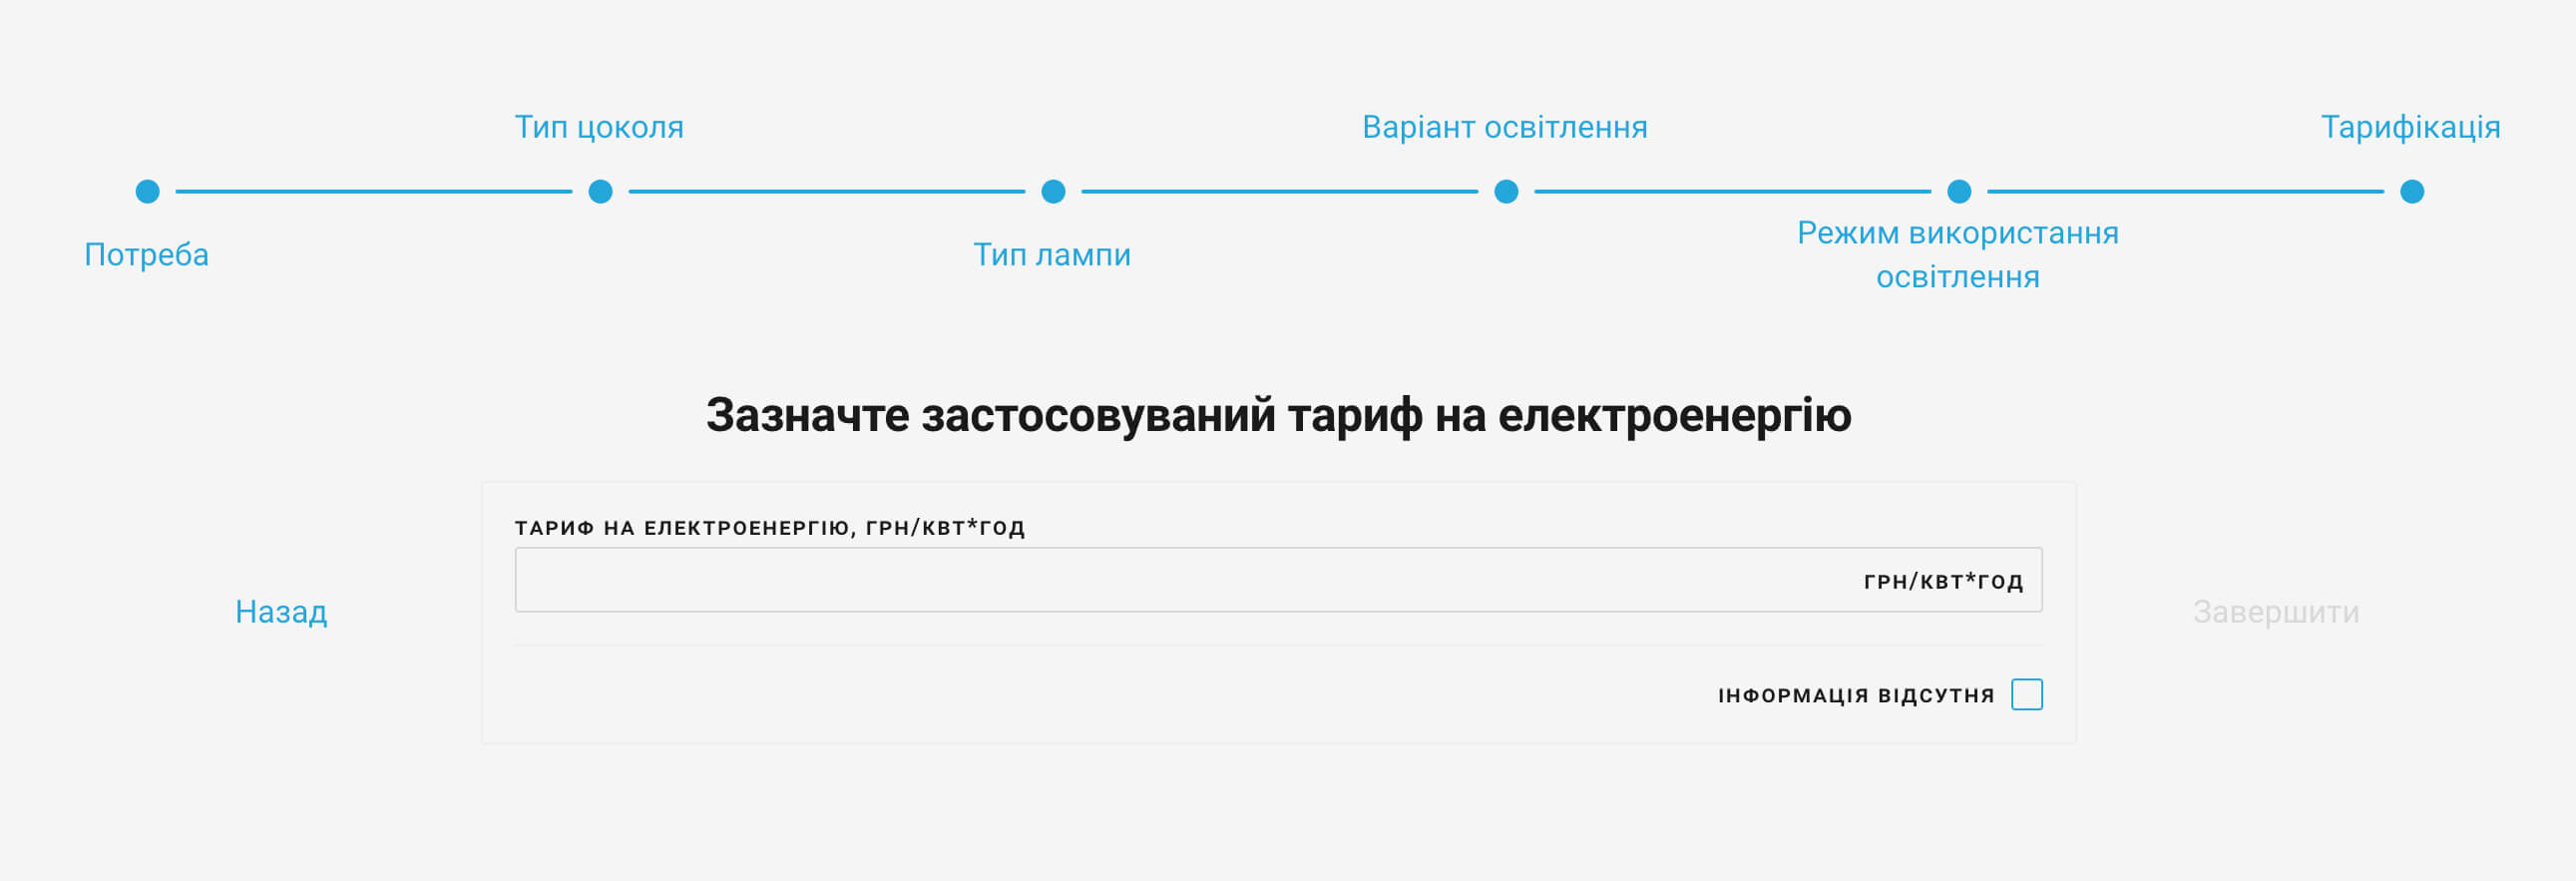 Тип цоколя
Варіант освітлення
Тарифікація
Потреба
Тип лампи
Режим використання
освітлення
Зазначте застосовуваний тариф на електроенергію
ТАРИФ НА ЕЛЕКТРОЕНЕРГІЮ, ГРН/КВТ*ГОД
ГРН/КВТ*ГОД
Назад
Завершити
ІНФОРМАЦІЯ ВІДСУТНЯ